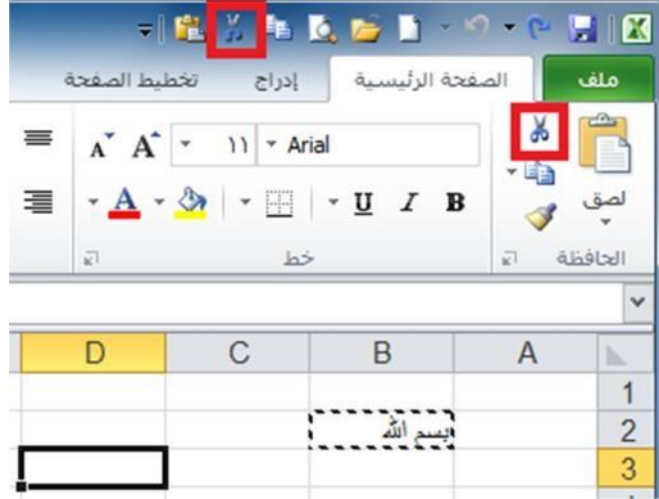 ملف الصفحة الرئيسية إدراج تخطيط الصفحة
Arial ١١ A A
لصق B I U A
الحافظة خط
A B C D
1
2 بسم الله
3